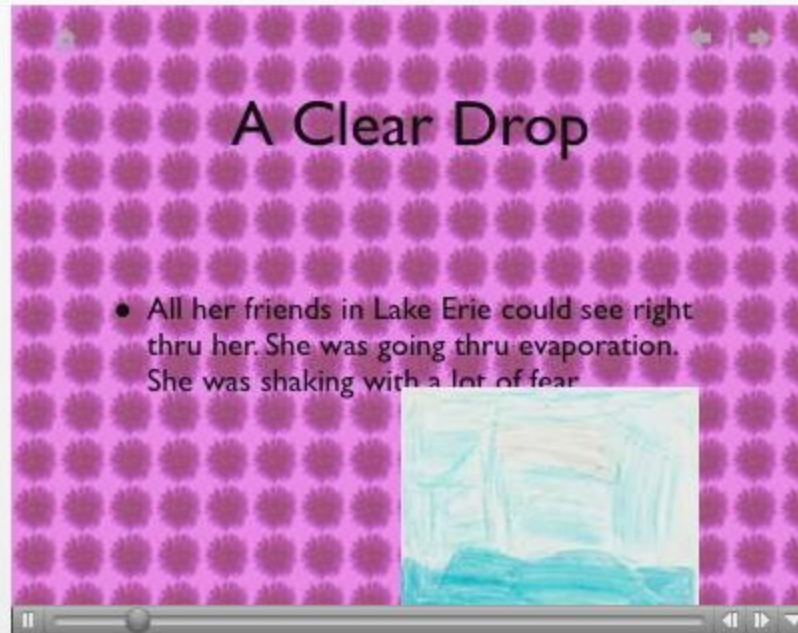 A Clear Drop
• All her friends in Lake Erie could see right
thru her. She was going thru evaporation.
She was shaking with a lot of fear